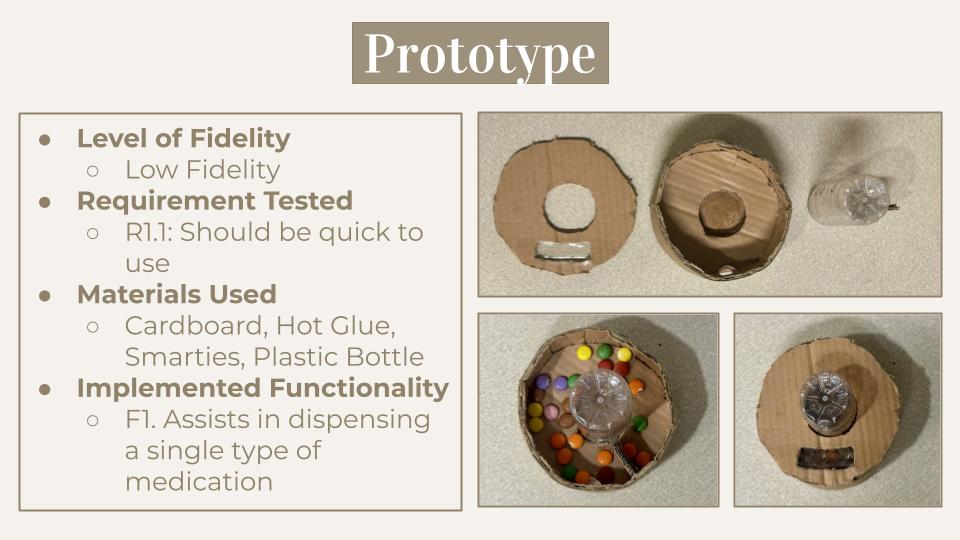 Prototype
● Level of Fidelity
○ Low Fidelity
● Requirement Tested
○ R1.1: Should be quick to
use
● Materials Used
○ Cardboard, Hot Glue,
Smarties, Plastic Bottle
● Implemented Functionality
○ F1. Assists in dispensing
a single type of
medication